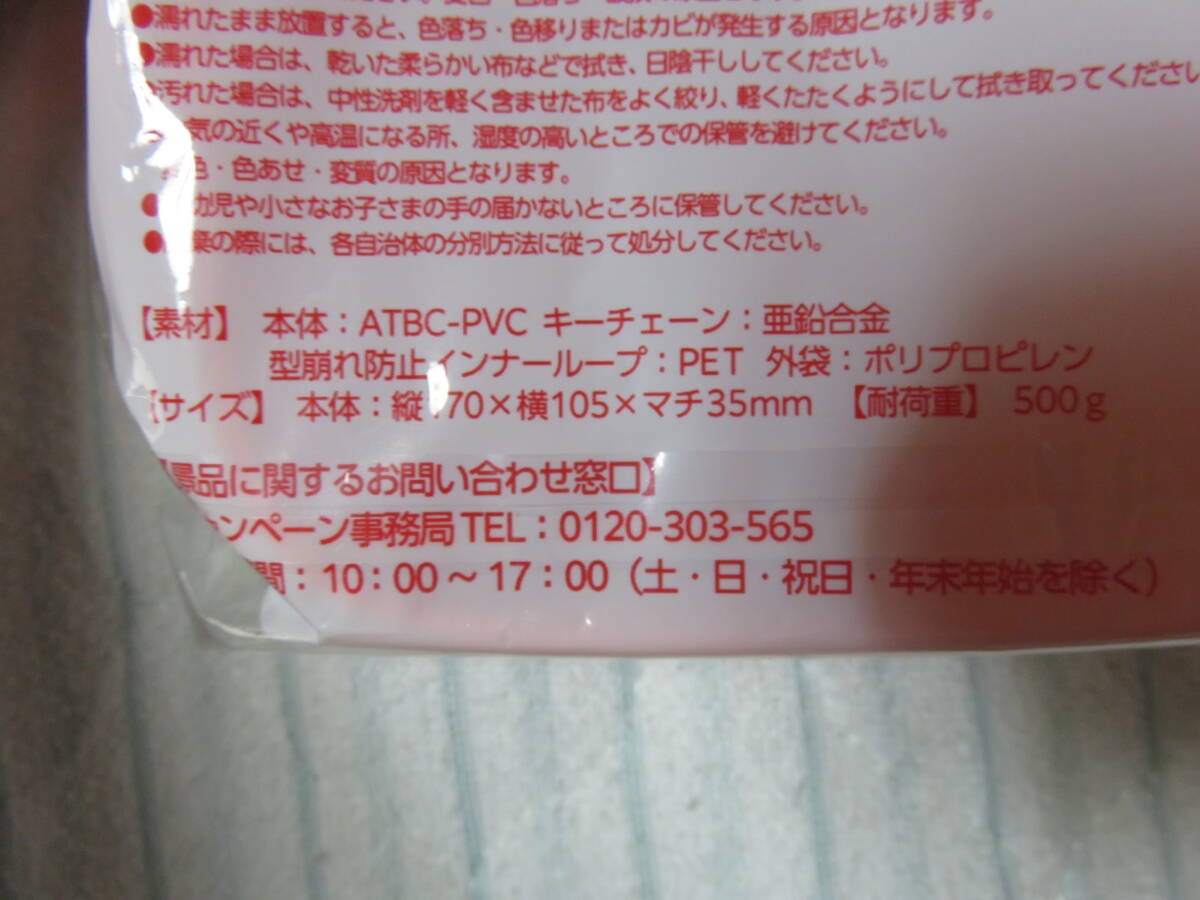 ●濡れたまま放置すると、色落ち・色移りまたはカビが発生する原因となります。
●濡れた場合は、乾いた柔らかい布などで拭き、日陰干ししてください。
汚れた場合は、中性洗剤を軽く含ませた布をよく絞り、軽くたたくようにして拭き取ってくださ
気の近くや高温になる所、湿度の高いところでの保管を避けてください。
色・色あせ・変質の原因となります。
● 幼児や小さなお子さまの手の届かないところに保管してください。
● 棄の際には、各自治体の分別方法に従って処分してください。
【素材】 本体：ATBC-PVC キーチェーン：亜鉛合金
型崩れ防止インナーループ：PET 外袋：ポリプロピレン
【サイズ】 本体：縦170×横105×マチ35mm 【耐荷重】 500g
【景品に関するお問い合わせ窓口】
ャンペーン事務局TEL：0120-303-565
間：10：00～17：00（土・日・祝日・年末年始を除く）